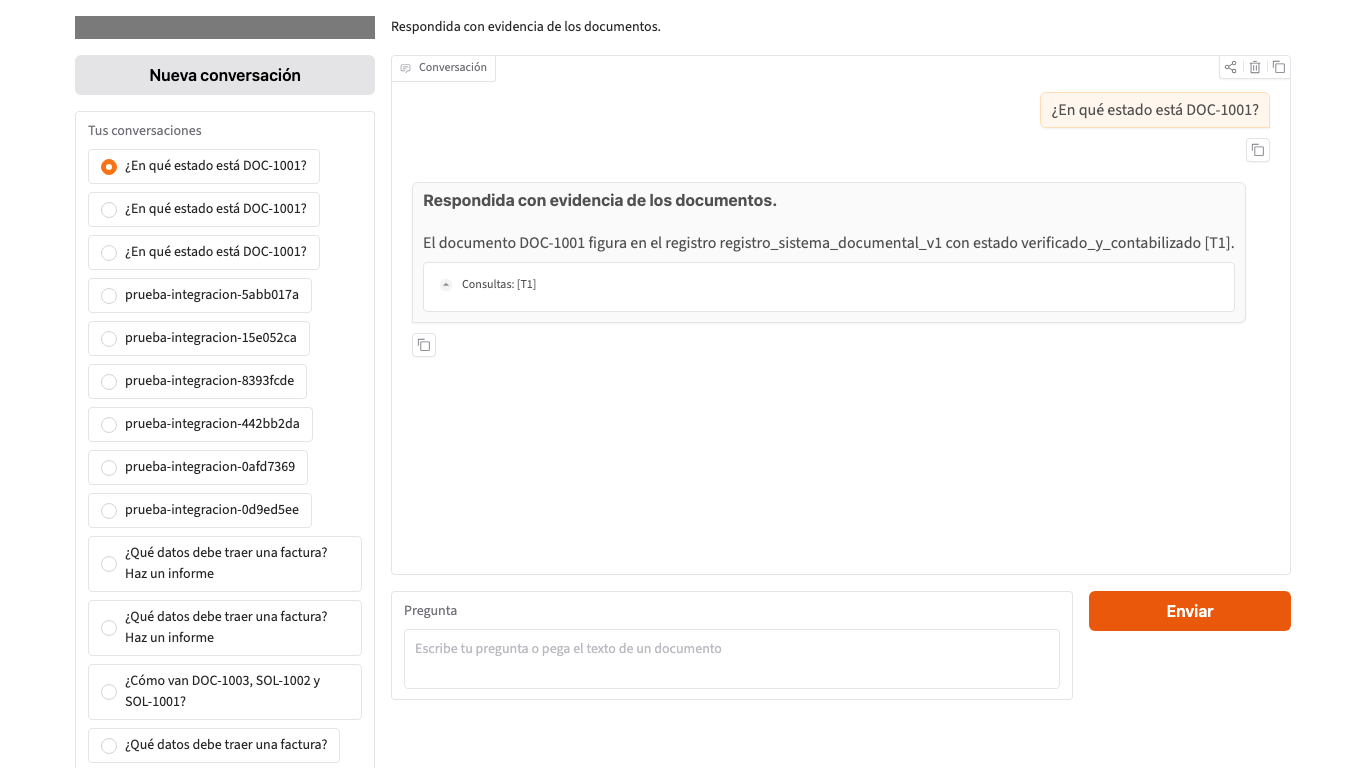 Respondida con evidencia de los documentos.
Nueva conversación
Tus conversaciones
¿En qué estado está DOC-1001?
¿En qué estado está DOC-1001?
¿En qué estado está DOC-1001?
prueba-integracion-5abb017a
prueba-integracion-15e052ca
prueba-integracion-8393fcde
prueba-integracion-442bb2da
prueba-integracion-0afd7369
prueba-integracion-0d9ed5ee
¿Qué datos debe traer una factura?
Haz un informe
¿Qué datos debe traer una factura?
Haz un informe
¿Cómo van DOC-1003, SOL-1002 y
SOL-1001?
¿Qué datos debe traer una factura?
Conversación
¿En qué estado está DOC-1001?
Respondida con evidencia de los documentos.
El documento DOC-1001 figura en el registro registro_sistema_documental_v1 con estado verificado_y_contabilizado [T1].
Consultas: [T1]
Pregunta
Escribe tu pregunta o pega el texto de un documento
Enviar